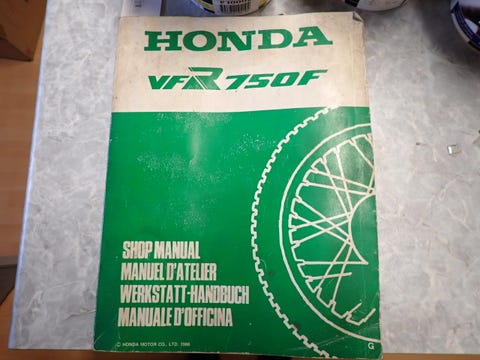 HONDA
VFR750F
SHOP MANUAL
MANUEL D'ATELIER
WERKSTATT-HANDBUCH
MANUALE D'OFFICINA
© HONDA MOTOR CO., LTD. 1986
G